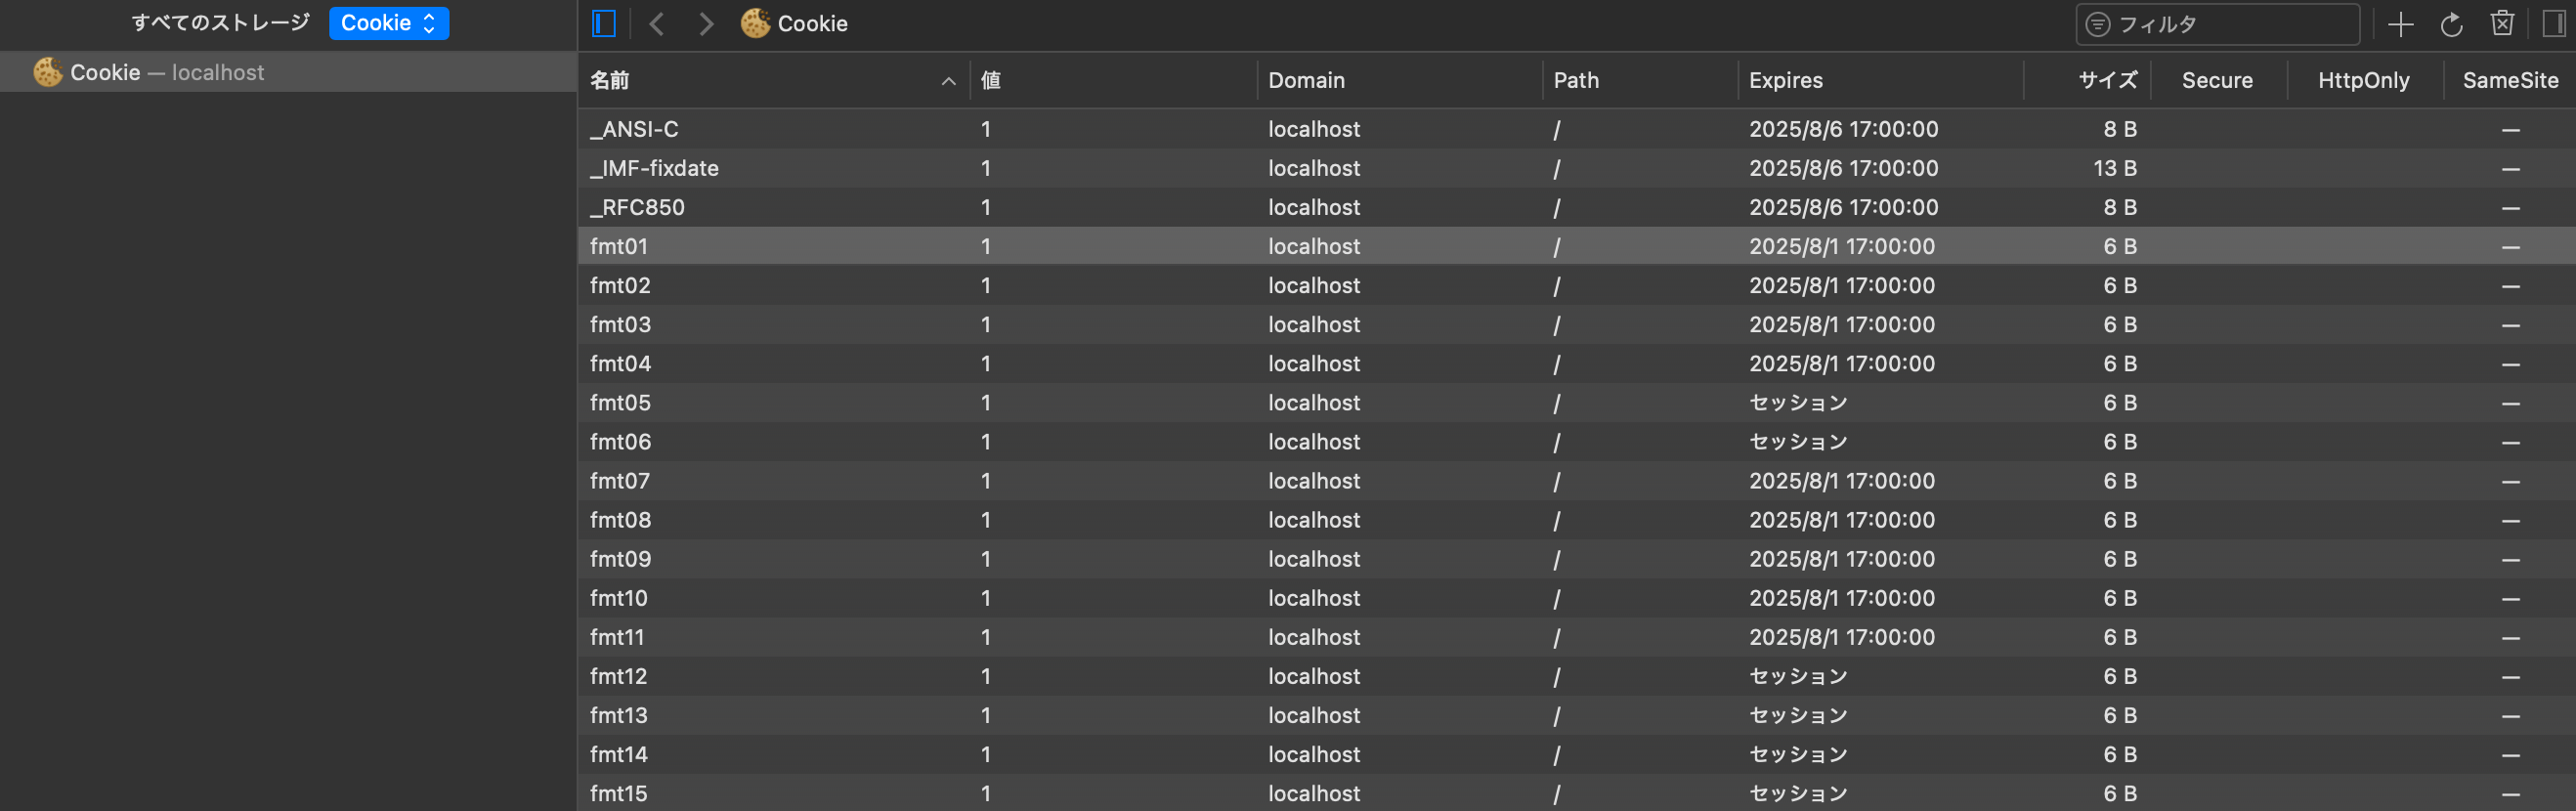 すべてのストレージ Cookie Cookie フィルタ
Cookie — localhost
名前 値 Domain Path Expires サイズ Secure HttpOnly SameSite
_ANSI-C 1 localhost / 2025/8/6 17:00:00 8 B —
_IMF-fixdate 1 localhost / 2025/8/6 17:00:00 13 B —
_RFC850 1 localhost / 2025/8/6 17:00:00 8 B —
fmt01 1 localhost / 2025/8/1 17:00:00 6 B —
fmt02 1 localhost / 2025/8/1 17:00:00 6 B —
fmt03 1 localhost / 2025/8/1 17:00:00 6 B —
fmt04 1 localhost / 2025/8/1 17:00:00 6 B —
fmt05 1 localhost / セッション 6 B —
fmt06 1 localhost / セッション 6 B —
fmt07 1 localhost / 2025/8/1 17:00:00 6 B —
fmt08 1 localhost / 2025/8/1 17:00:00 6 B —
fmt09 1 localhost / 2025/8/1 17:00:00 6 B —
fmt10 1 localhost / 2025/8/1 17:00:00 6 B —
fmt11 1 localhost / 2025/8/1 17:00:00 6 B —
fmt12 1 localhost / セッション 6 B —
fmt13 1 localhost / セッション 6 B —
fmt14 1 localhost / セッション 6 B —
fmt15 1 localhost / セッション 6 B —